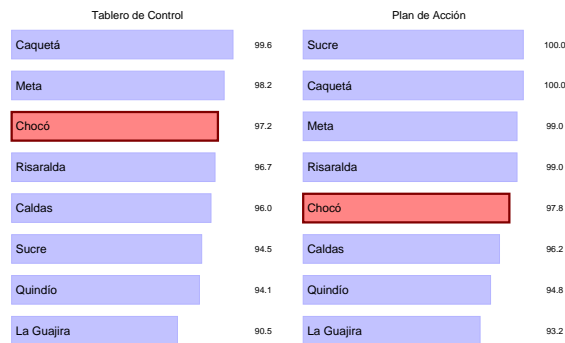 Tablero de Control
Caquetá 99.6
Meta 98.2
Chocó 97.2
Risaralda 96.7
Caldas 96.0
Sucre 94.5
Quindío 94.1
La Guajira 90.5
Plan de Acción
Sucre 100.0
Caquetá 100.0
Meta 99.0
Risaralda 99.0
Chocó 97.8
Caldas 96.2
Quindío 94.8
La Guajira 93.2